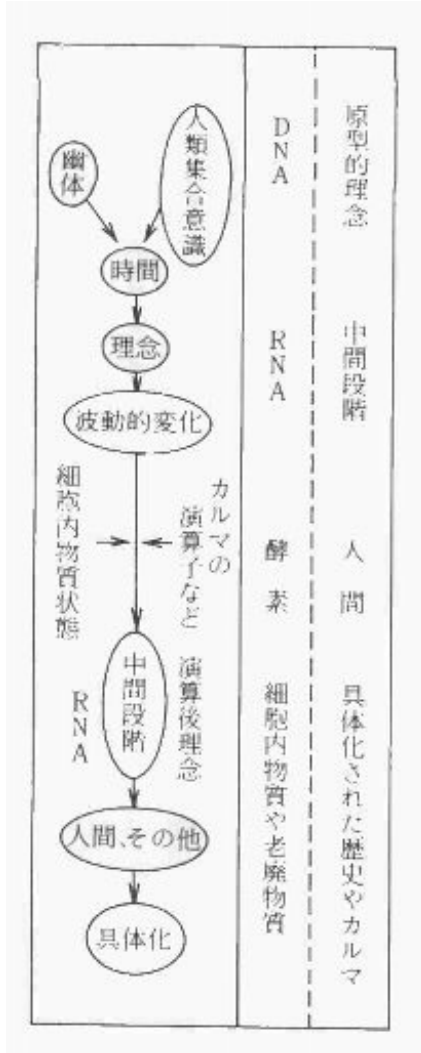 幽体
人類集合意識
時間
理念
波動的変化
細胞内物質状態
カルマの
演算子など
中間段階
RNA
演算後理念
人間、その他
具体化
DNA
RNA
酵素
細胞内物質や老廃物質
原型的理念
中間段階
人間
具体化された歴史やカルマ